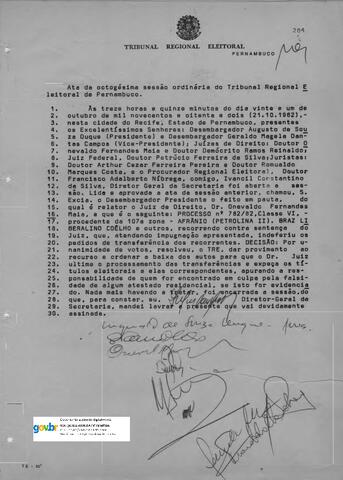 284
TRIBUNAL REGIONAL ELEITORAL
PERNAMBUCO
Ata da octogésima sessão ordinária do Tribunal Regional E
leitoral de Pernambuco.
1. Às treze horas e quinze minutos do dia vinte e um de
2. outubro de mil novecentos e oitenta e dois (21.10.1982),
3. nesta cidade do Recife, Estado de Pernambuco, presentes
4. os Excelentíssimos Senhores: Desembargador Augusto de Sou
5. za Duque (Presidente) e Desembargador Geraldo Magela Dan-
6. tas Campos (Vice-Presidente); Juízes de Direito: Doutor O
7. nevaldo Fernandes Maia e Doutor Demócrito Ramos Reinaldo;
8. Juiz Federal, Doutor Petrúcio Ferreira da Silva; Juristas:
9. Doutor Arthur Cezar Ferreira Pereira e Doutor Romualdo
10. Marques Costa, e o Procurador Regional Eleitoral, Doutor
11. Francisco Adalberto Nóbrega, comigo, Ivancil Constantino
12. da Silva, Diretor Geral da Secretaria foi aberta a ses-
13. são. Lida e aprovada a ata da sessão anterior, chamou, S.
14. Excia, o Desembargador Presidente o feito em pauta, do
15. qual é relator o Juiz de Direito, Dr. Onevaldo Fernandes
16. Maia, e que é o seguinte: PROCESSO nº 782/82, Classe VI, -
17. procedente da 107ª zona - AFRÂNIO (PETROLINA II). BRAZ LI
18. BERALINO COÊLHO e outros, recorrendo contra sentença do
19. Juiz, que, atendendo impugnação apresentada, indeferiu os
20. pedidos de transferência dos recorrentes. DECISÃO: Por u-
21. nanimidade de votos, resolveu, o TRE, dar provimento ao
22. recurso e ordenar a baixa dos autos para que o Dr. Juiz
23. ultime o processamento das transferências e expeça os tí-
24. tulos eleitorais a elas correspondentes, apurando a res-
25. ponsabilidade de quem for encontrado em culpa pela falsi-
26. dade de algum atestado residencial, se isto for evidencia
27. do. Nada mais havendo a tratar, foi encerrada a sessão, do
28. que, para constar, eu, Diretor-Geral da
29. Secretaria, mandei lavrar a presente que vai devidamente
30. assinada.
gov.br